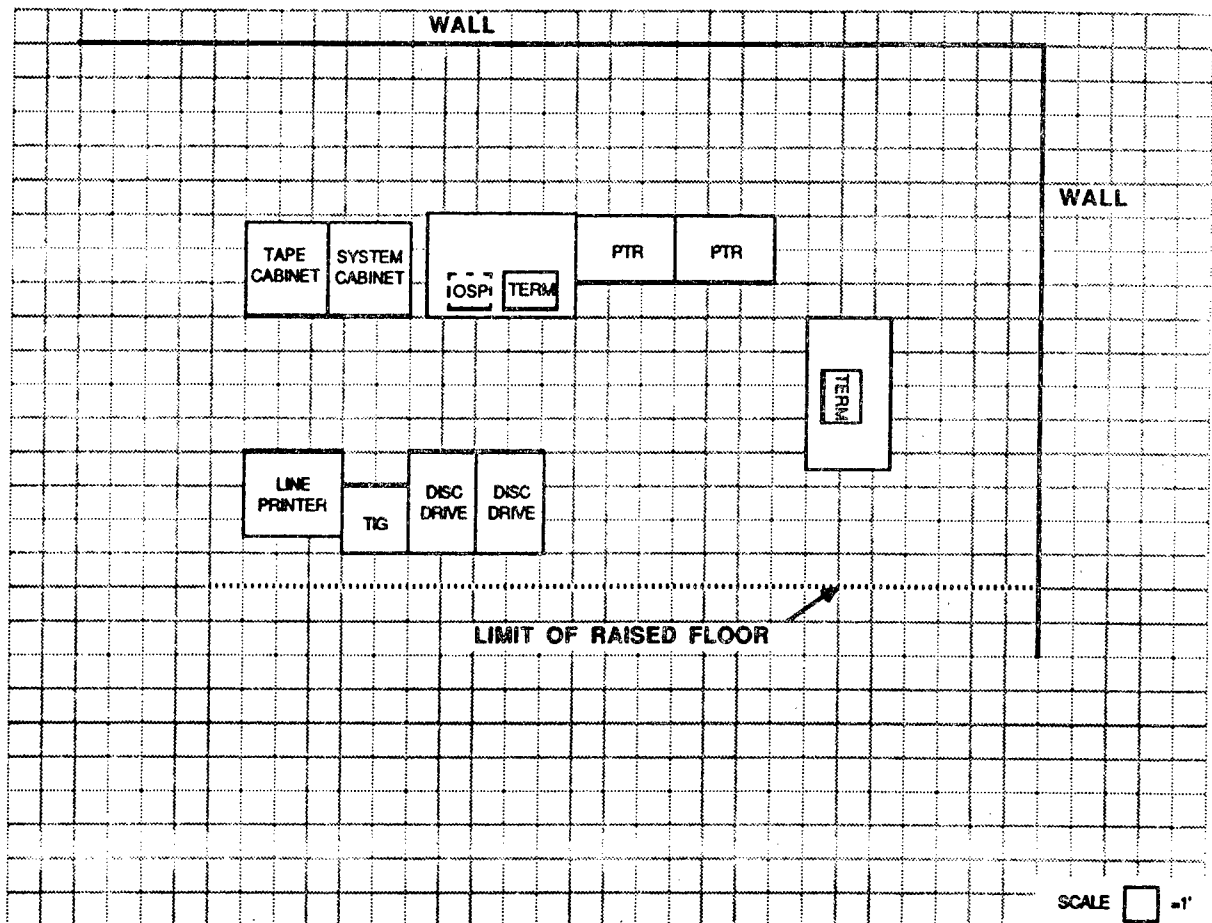 WALL
WALL
TAPE
CABINET
SYSTEM
CABINET
OSP
TERM
PTR
PTR
TERM
LINE
PRINTER
TIG
DISC
DRIVE
DISC
DRIVE
LIMIT OF RAISED FLOOR
SCALE =1'